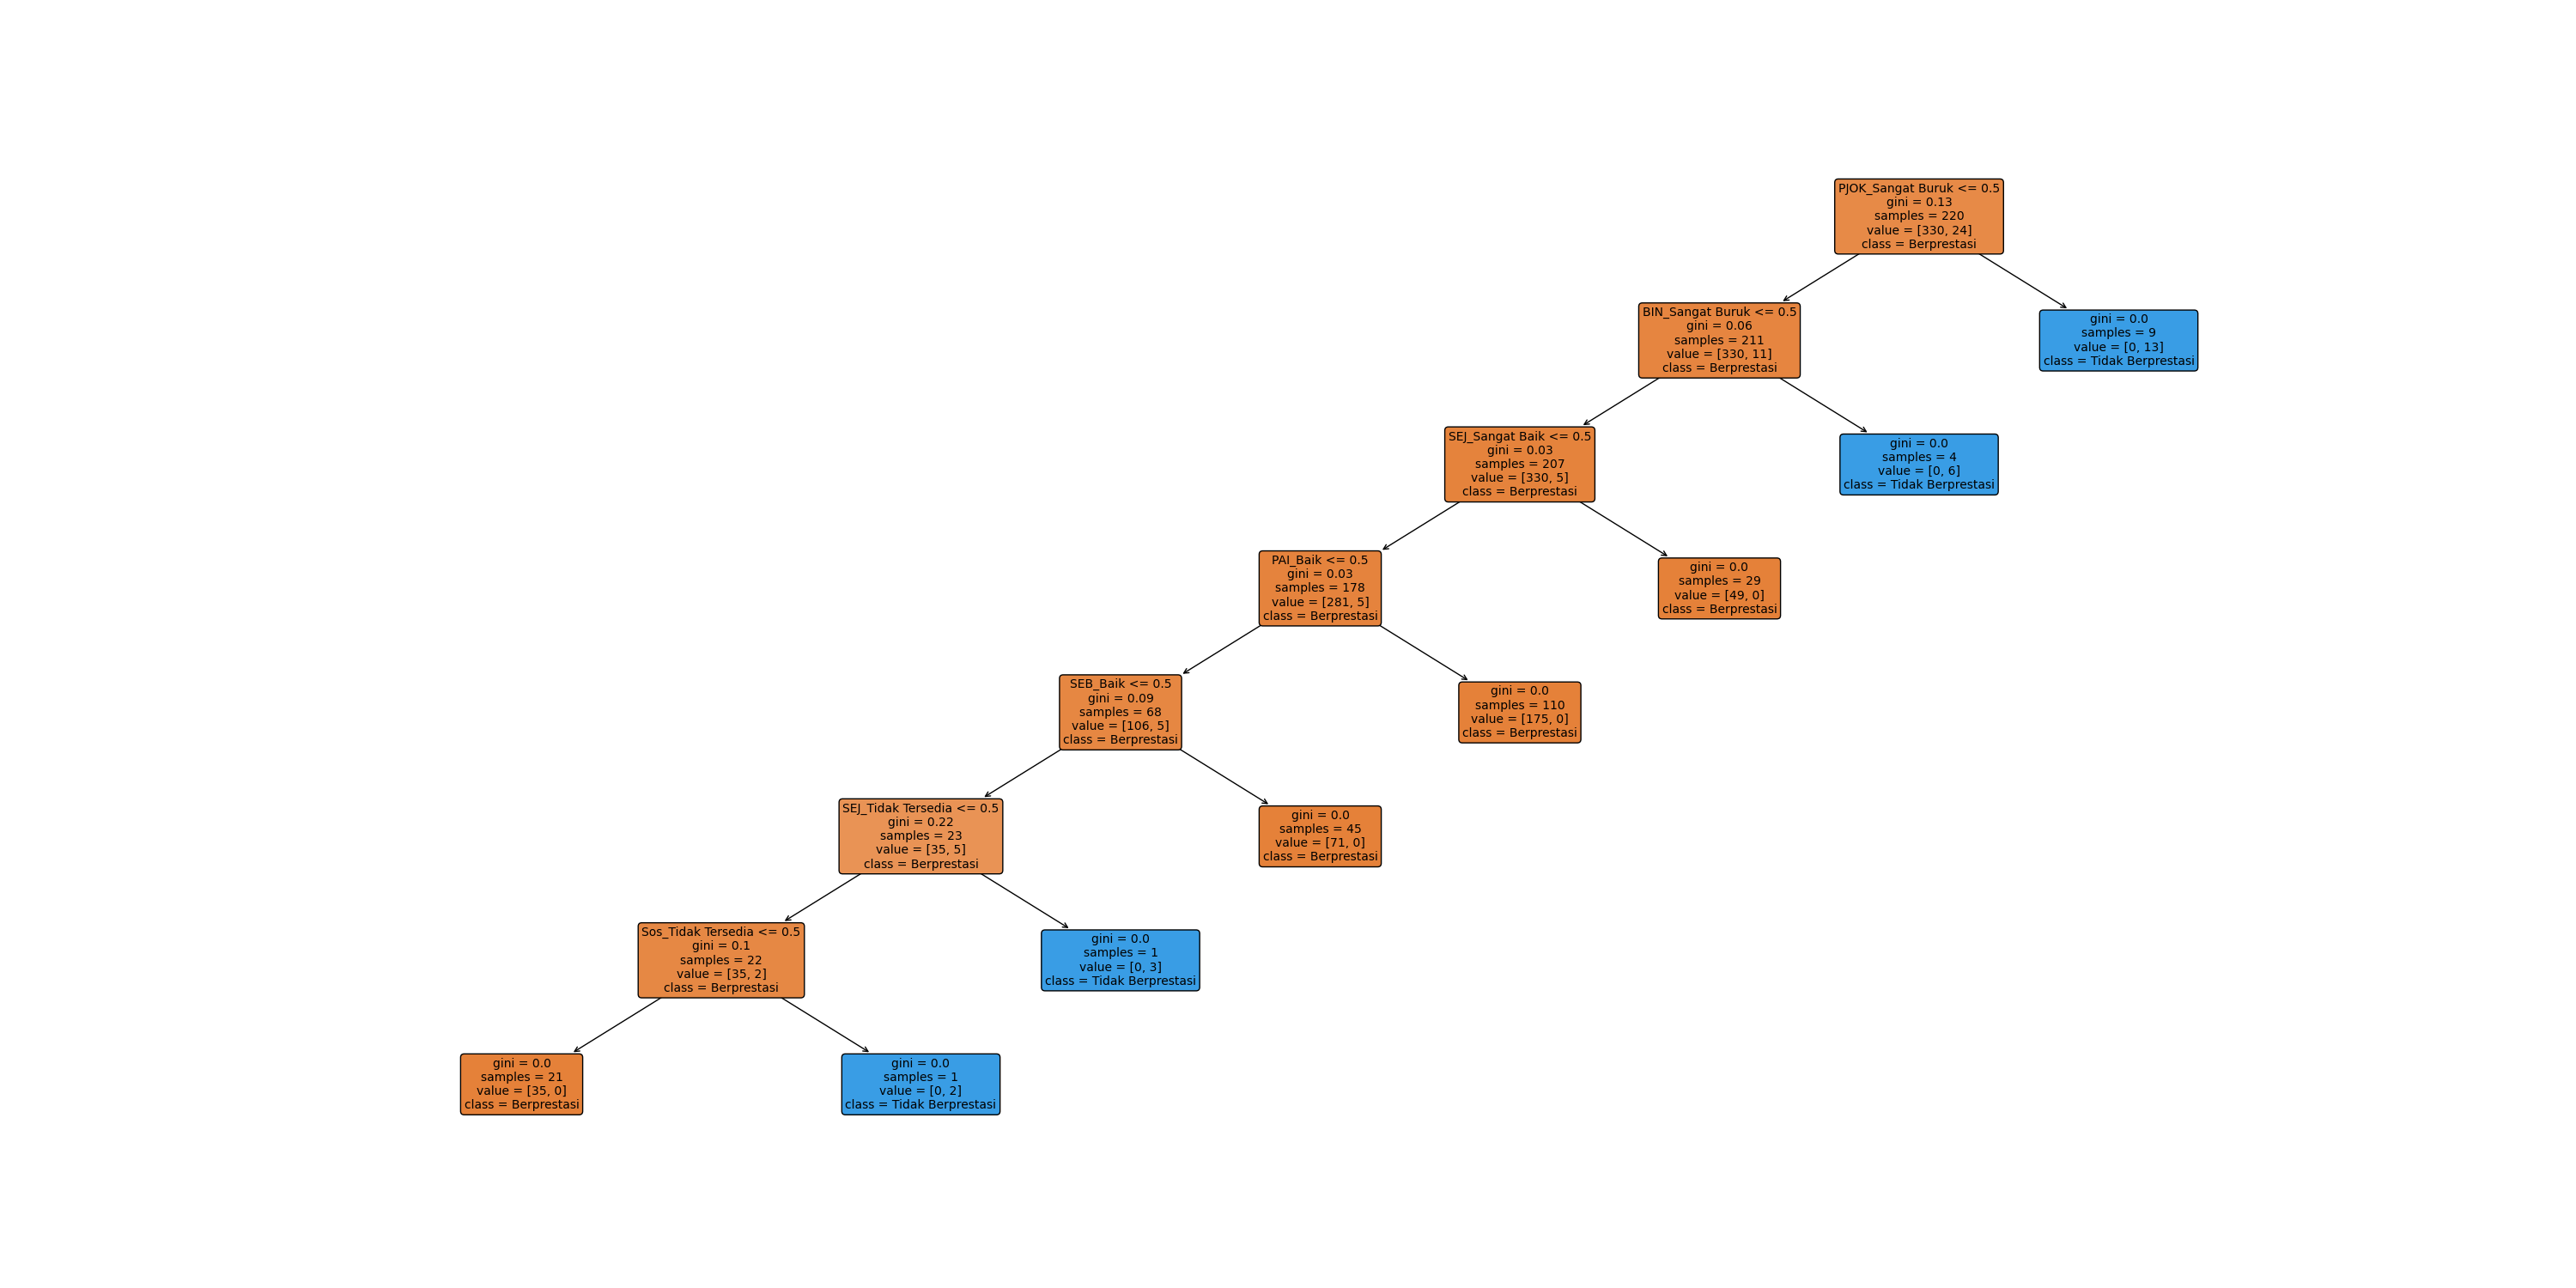 PJOK_Sangat Buruk <= 0.5
gini = 0.13
samples = 220
value = [330, 24]
class = Berprestasi
BIN_Sangat Buruk <= 0.5
gini = 0.06
samples = 211
value = [330, 11]
class = Berprestasi
gini = 0.0
samples = 9
value = [0, 13]
class = Tidak Berprestasi
SEJ_Sangat Baik <= 0.5
gini = 0.03
samples = 207
value = [330, 5]
class = Berprestasi
gini = 0.0
samples = 4
value = [0, 6]
class = Tidak Berprestasi
PAI_Baik <= 0.5
gini = 0.03
samples = 178
value = [281, 5]
class = Berprestasi
gini = 0.0
samples = 29
value = [49, 0]
class = Berprestasi
SEB_Baik <= 0.5
gini = 0.09
samples = 68
value = [106, 5]
class = Berprestasi
gini = 0.0
samples = 110
value = [175, 0]
class = Berprestasi
SEJ_Tidak Tersedia <= 0.5
gini = 0.22
samples = 23
value = [35, 5]
class = Berprestasi
gini = 0.0
samples = 45
value = [71, 0]
class = Berprestasi
Sos_Tidak Tersedia <= 0.5
gini = 0.1
samples = 22
value = [35, 2]
class = Berprestasi
gini = 0.0
samples = 1
value = [0, 3]
class = Tidak Berprestasi
gini = 0.0
samples = 21
value = [35, 0]
class = Berprestasi
gini = 0.0
samples = 1
value = [0, 2]
class = Tidak Berprestasi